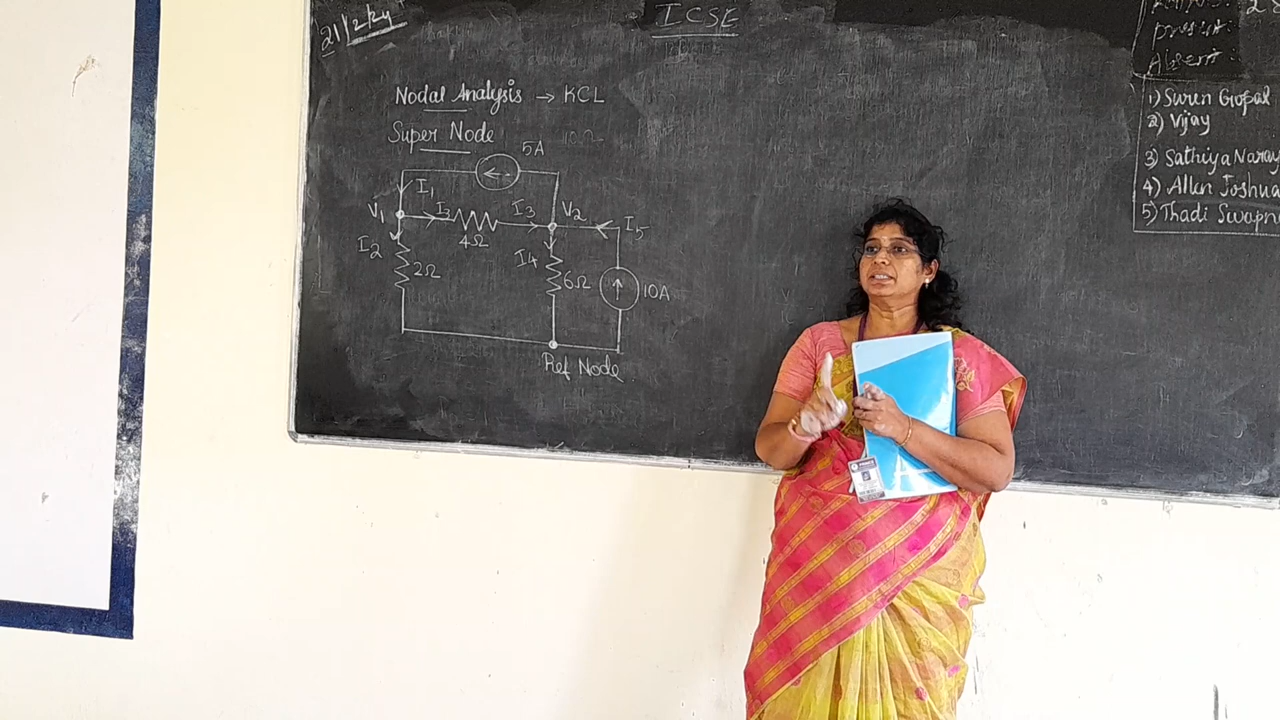 21/2/24
ICSE
Nodal Analysis → KCL
Super Node
10Ω
5A
I1
V1
I3
I3
V2
I5
4Ω
I2
2Ω
I4
6Ω
10A
Ref Node
present:
Absent:
1) Suren Gopal
2) Vijay
3) Sathiya Naray
4) Allen Joshua
5) Thadi Swapn